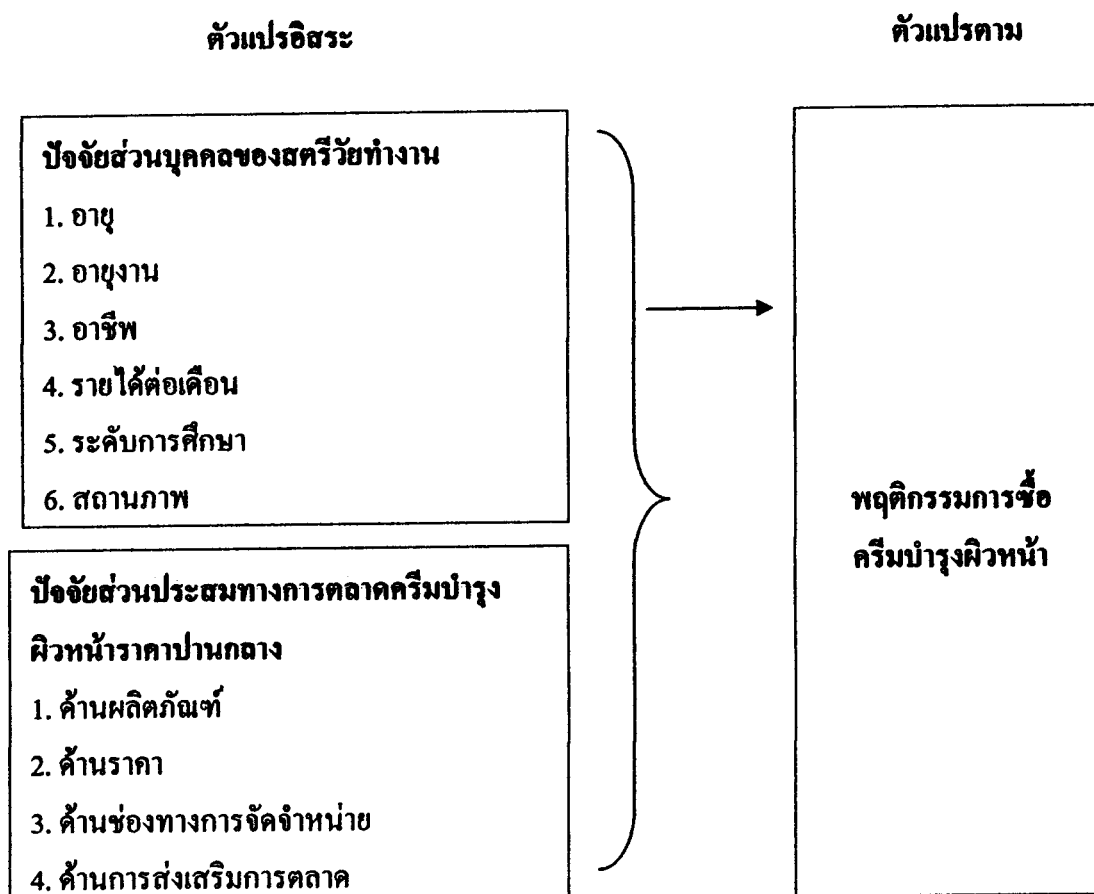 ตัวแปรอิสระ
ตัวแปรตาม
ปัจจัยส่วนบุคคลของสตรีวัยทำงาน
1. อายุ
2. อายุงาน
3. อาชีพ
4. รายได้ต่อเดือน
5. ระดับการศึกษา
6. สถานภาพ
ปัจจัยส่วนประสมทางการตลาดครีมบำรุง
ผิวหน้าราคาปานกลาง
1. ด้านผลิตภัณฑ์
2. ด้านราคา
3. ด้านช่องทางการจัดจำหน่าย
4. ด้านการส่งเสริมการตลาด
พฤติกรรมการซื้อ
ครีมบำรุงผิวหน้า